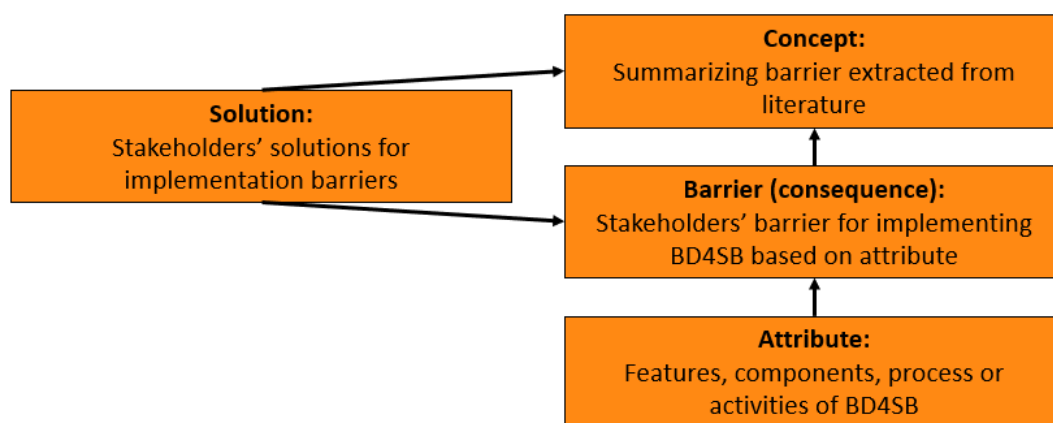 Concept:
Summarizing barrier extracted from
literature
Solution:
Stakeholders’ solutions for
implementation barriers
Barrier (consequence):
Stakeholders’ barrier for implementing
BD4SB based on attribute
Attribute:
Features, components, process or
activities of BD4SB